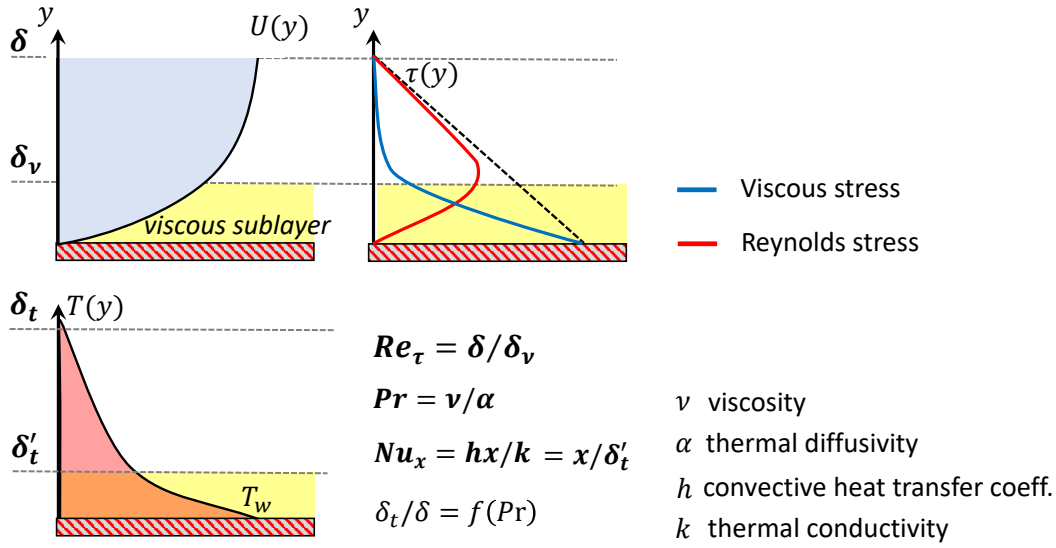 y
U(y)
y
δ
τ(y)
δ_ν
viscous sublayer
Viscous stress
Reynolds stress
δ_t
T(y)
Re_τ = δ/δ_ν
Pr = ν/α
ν viscosity
α thermal diffusivity
δ'_t
Nu_x = hx/k = x/δ'_t
T_w
h convective heat transfer coeff.
δ_t/δ = f(Pr)
k thermal conductivity